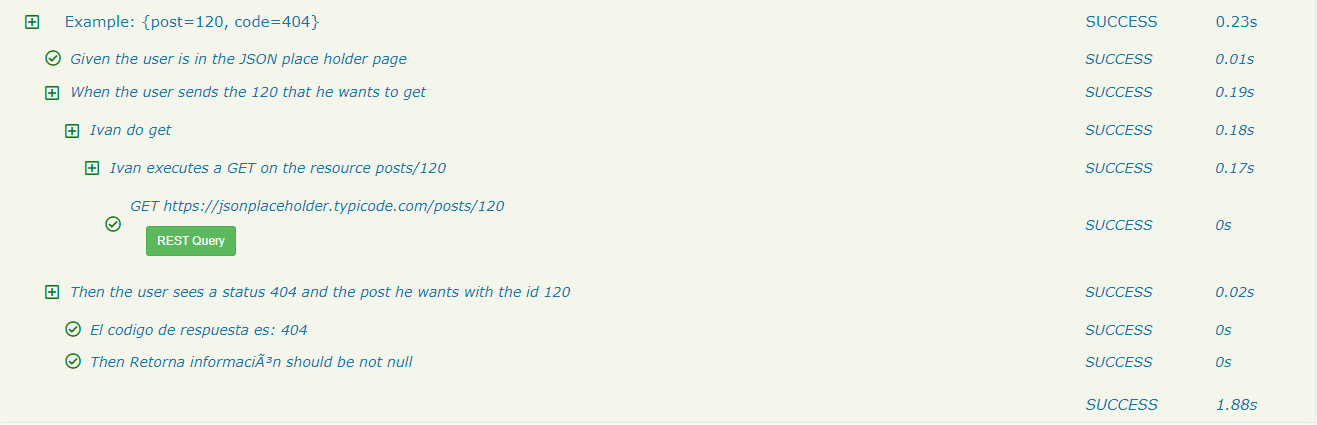 Example: {post=120, code=404} SUCCESS 0.23s
Given the user is in the JSON place holder page SUCCESS 0.01s
When the user sends the 120 that he wants to get SUCCESS 0.19s
Ivan do get SUCCESS 0.18s
Ivan executes a GET on the resource posts/120 SUCCESS 0.17s
GET https://jsonplaceholder.typicode.com/posts/120
REST Query SUCCESS 0s
Then the user sees a status 404 and the post he wants with the id 120 SUCCESS 0.02s
El codigo de respuesta es: 404 SUCCESS 0s
Then Retorna informaciÃ³n should be not null SUCCESS 0s
SUCCESS 1.88s